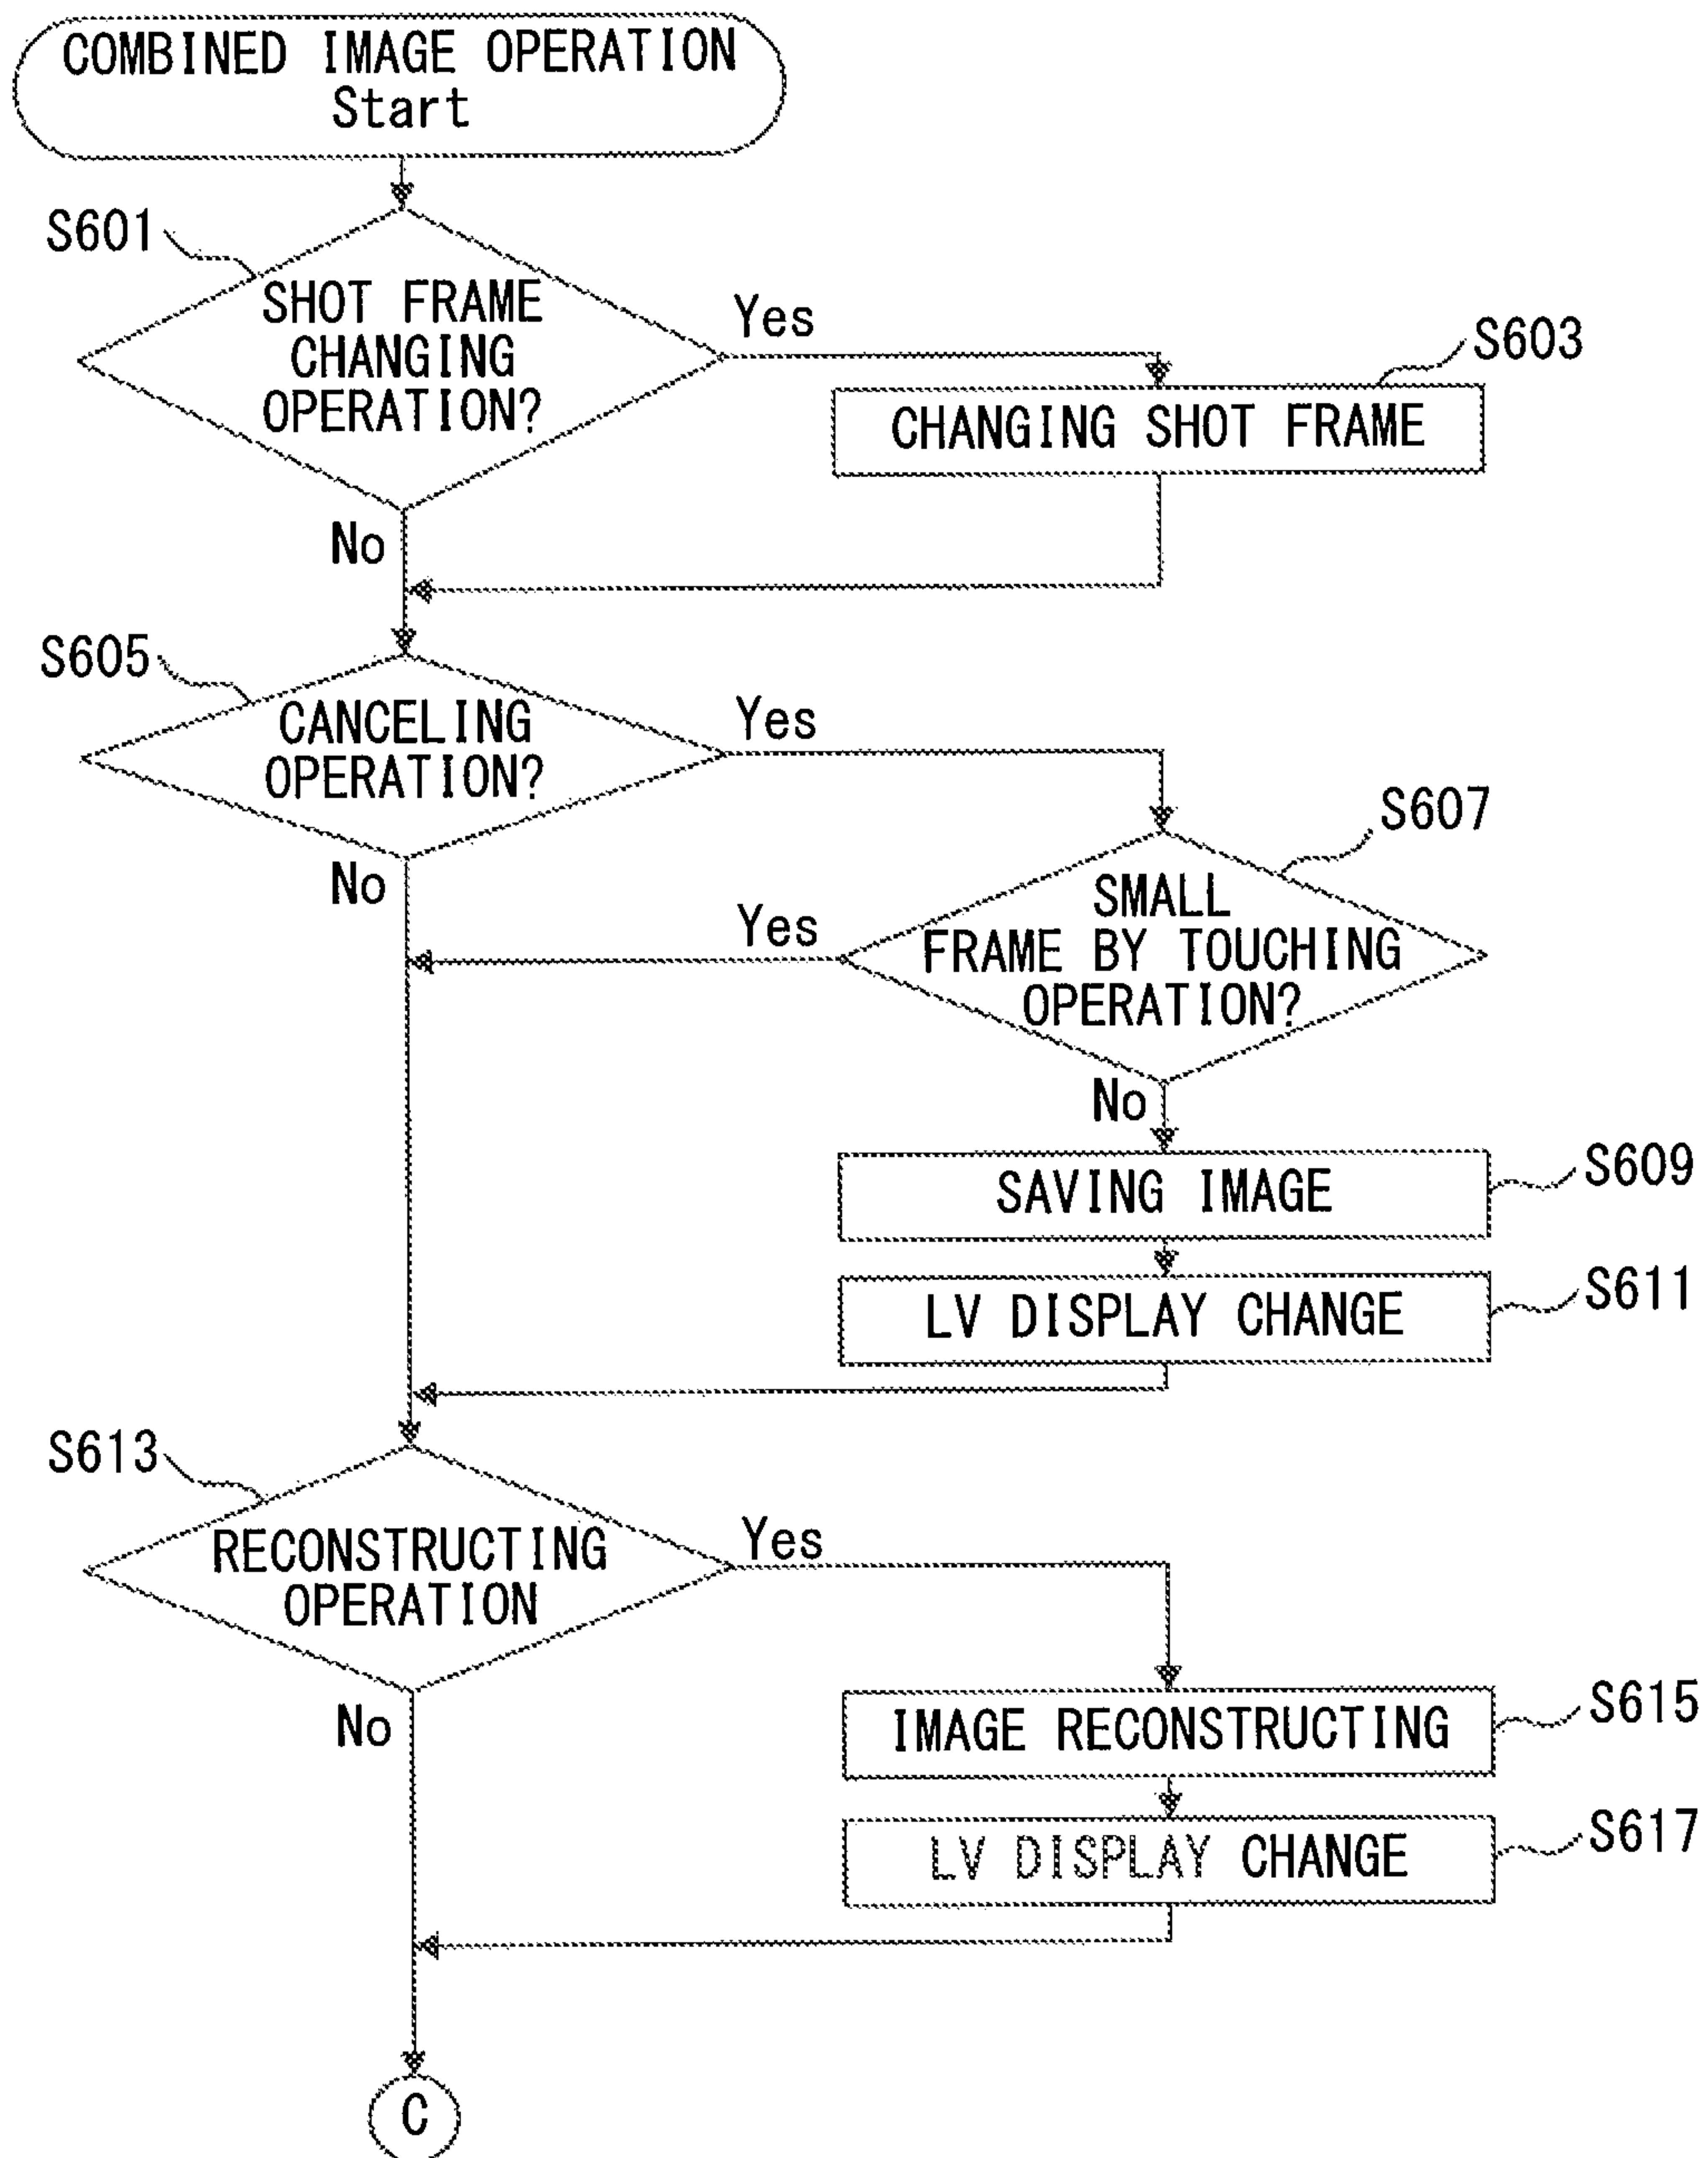 COMBINED IMAGE OPERATION
Start
S601
SHOT FRAME
CHANGING
OPERATION?
Yes
S603
CHANGING SHOT FRAME
No
S605
CANCELING
OPERATION?
Yes
No
S607
SMALL
FRAME BY TOUCHING
OPERATION?
Yes
No
SAVING IMAGE
S609
LV DISPLAY CHANGE
S611
S613
RECONSTRUCTING
OPERATION
Yes
No
IMAGE RECONSTRUCTING
S615
LV DISPLAY CHANGE
S617
C